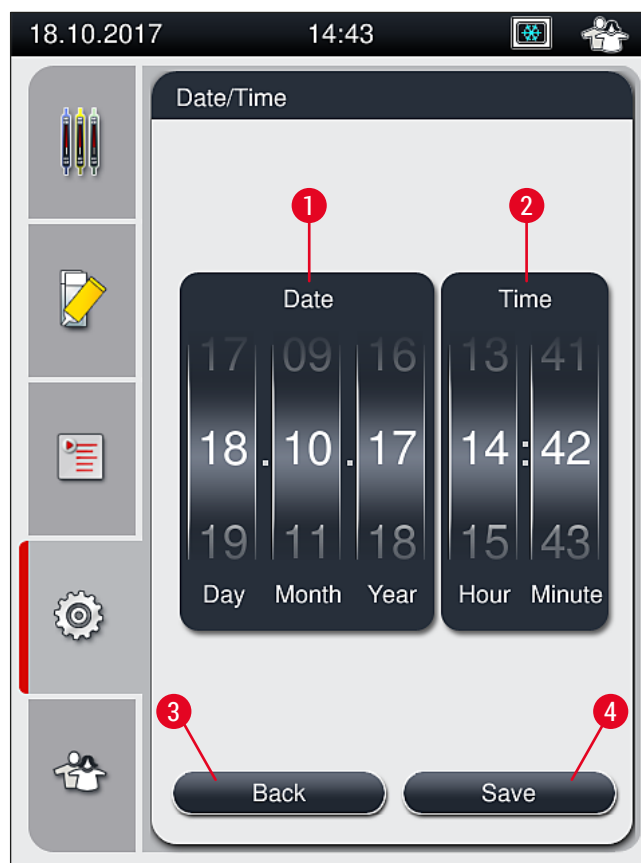 18.10.2017 14:43
Date/Time
1 2
Date Time
17 09 16 13 41
18 . 10 . 17 14 : 42
19 11 18 15 43
Day Month Year Hour Minute
3 4
Back Save